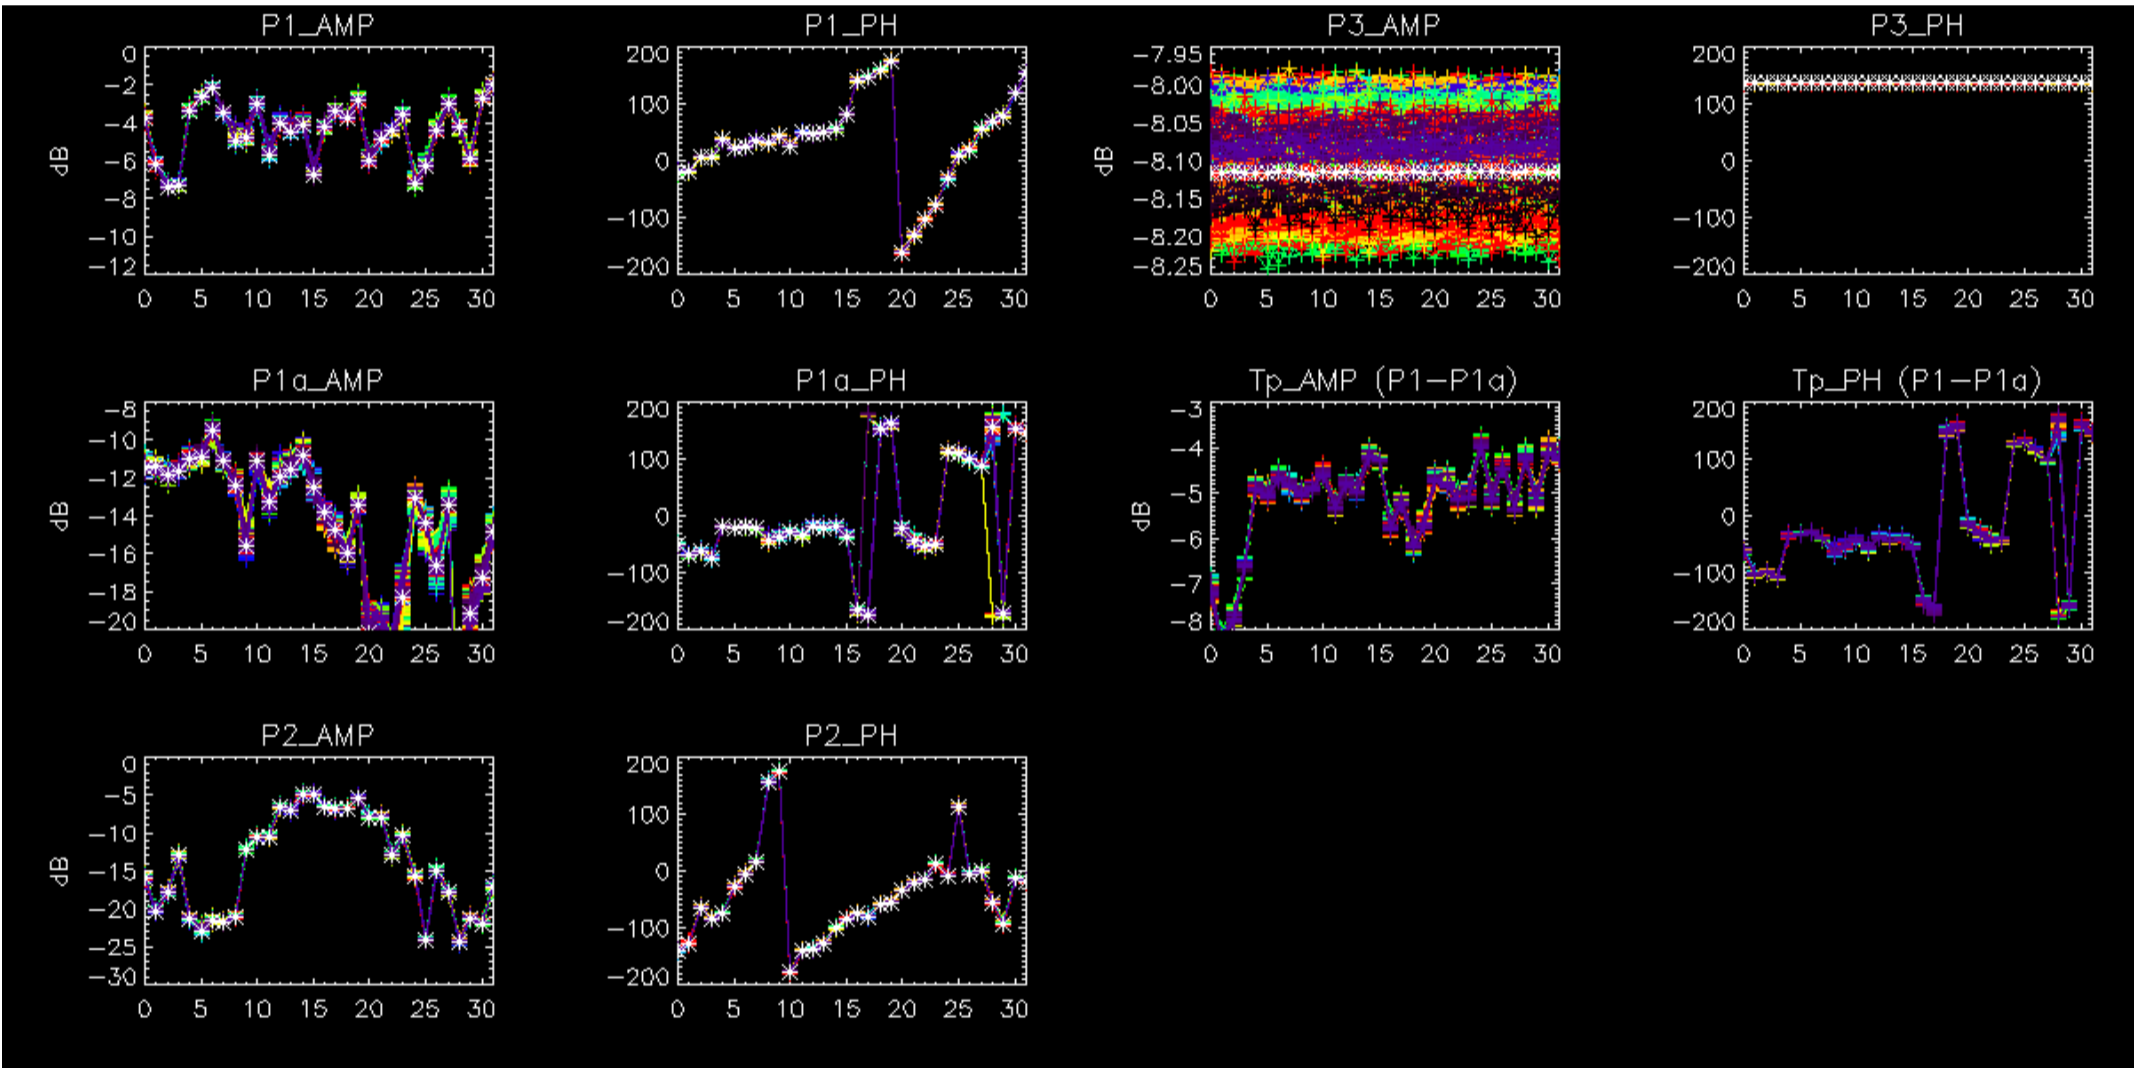 P1_AMP
0
−2
−4
−6
−8
−10
−12
dB
0 5 10 15 20 25 30
P1_PH
200
100
0
−100
−200
0 5 10 15 20 25 30
P3_AMP
−7.95
−8.00
−8.05
−8.10
−8.15
−8.20
−8.25
dB
0 5 10 15 20 25 30
P3_PH
200
100
0
−100
−200
0 5 10 15 20 25 30
P1a_AMP
−8
−10
−12
−14
−16
−18
−20
dB
0 5 10 15 20 25 30
P1a_PH
200
100
0
−100
−200
0 5 10 15 20 25 30
Tp_AMP (P1−P1a)
−3
−4
−5
−6
−7
−8
dB
0 5 10 15 20 25 30
Tp_PH (P1−P1a)
200
100
0
−100
−200
0 5 10 15 20 25 30
P2_AMP
0
−5
−10
−15
−20
−25
−30
dB
0 5 10 15 20 25 30
P2_PH
200
100
0
−100
−200
0 5 10 15 20 25 30